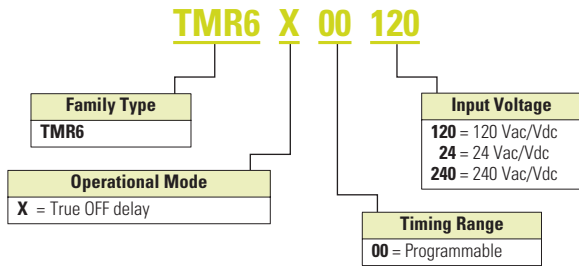 TMR6 X 00 120
Family Type
TMR6
Input Voltage
120 = 120 Vac/Vdc
24 = 24 Vac/Vdc
240 = 240 Vac/Vdc
Operational Mode
X = True OFF delay
Timing Range
00 = Programmable